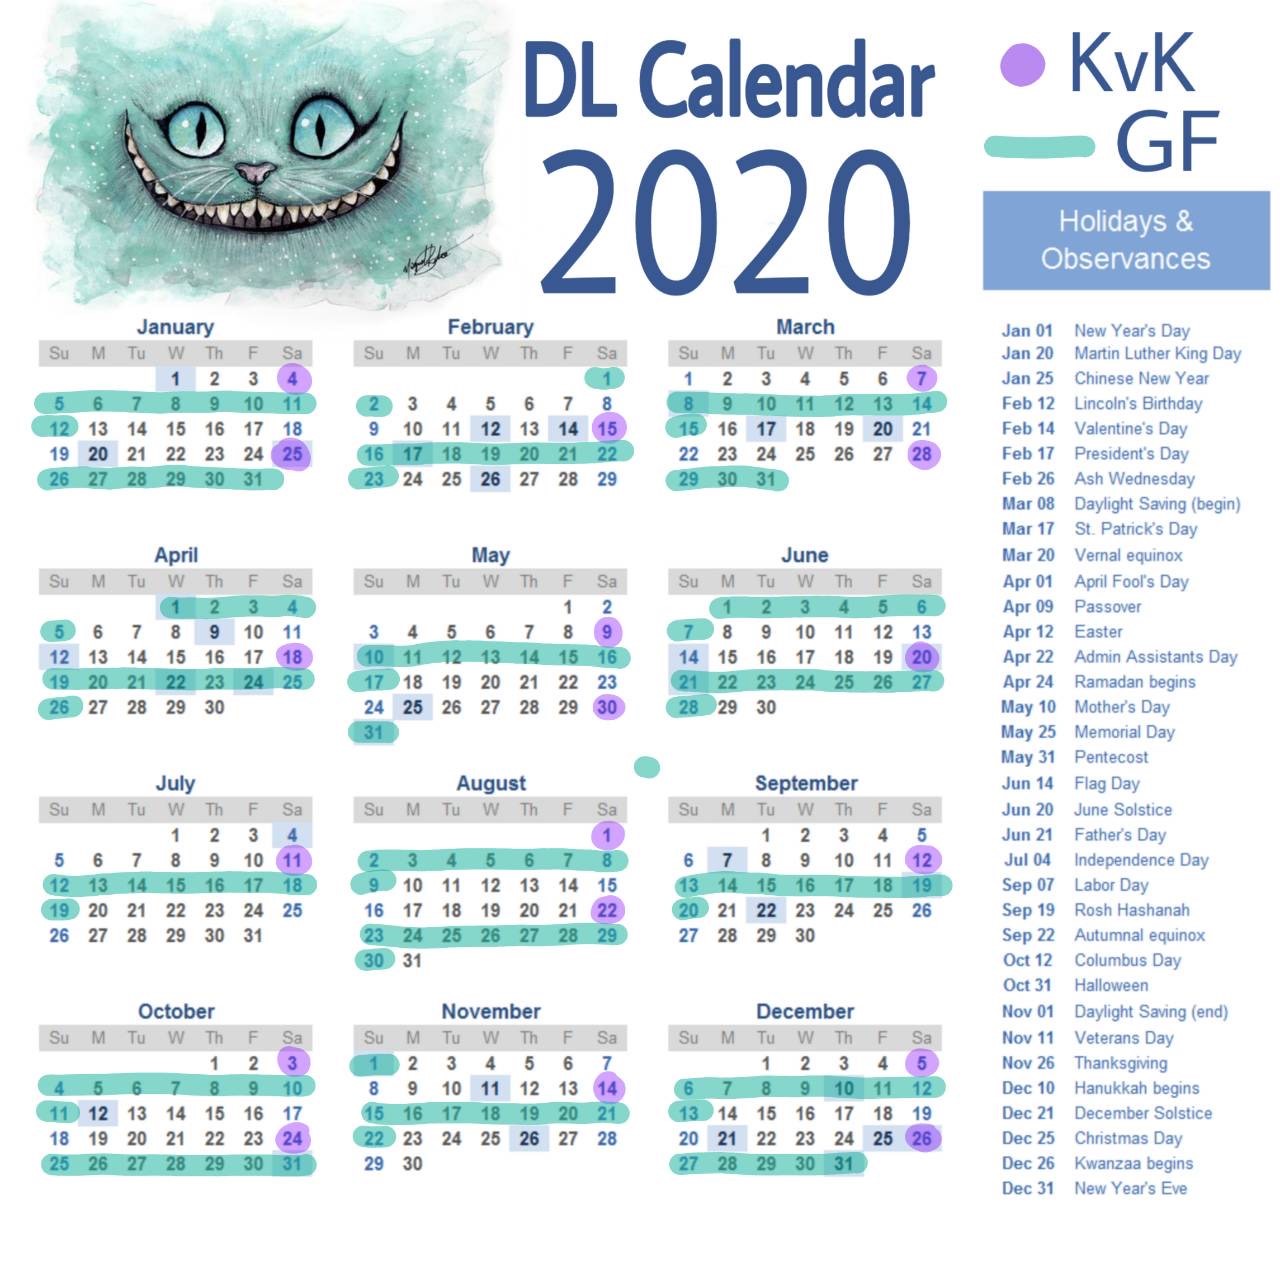 DL Calendar
2020
KvK
GF
Holidays &
Observances
January
Su M Tu W Th F Sa
1 2 3 4
5 6 7 8 9 10 11
12 13 14 15 16 17 18
19 20 21 22 23 24 25
26 27 28 29 30 31
February
Su M Tu W Th F Sa
1
2 3 4 5 6 7 8
9 10 11 12 13 14 15
16 17 18 19 20 21 22
23 24 25 26 27 28 29
March
Su M Tu W Th F Sa
1 2 3 4 5 6 7
8 9 10 11 12 13 14
15 16 17 18 19 20 21
22 23 24 25 26 27 28
29 30 31
April
Su M Tu W Th F Sa
1 2 3 4
5 6 7 8 9 10 11
12 13 14 15 16 17 18
19 20 21 22 23 24 25
26 27 28 29 30
May
Su M Tu W Th F Sa
1 2
3 4 5 6 7 8 9
10 11 12 13 14 15 16
17 18 19 20 21 22 23
24 25 26 27 28 29 30
31
June
Su M Tu W Th F Sa
1 2 3 4 5 6
7 8 9 10 11 12 13
14 15 16 17 18 19 20
21 22 23 24 25 26 27
28 29 30
July
Su M Tu W Th F Sa
1 2 3 4
5 6 7 8 9 10 11
12 13 14 15 16 17 18
19 20 21 22 23 24 25
26 27 28 29 30 31
August
Su M Tu W Th F Sa
1
2 3 4 5 6 7 8
9 10 11 12 13 14 15
16 17 18 19 20 21 22
23 24 25 26 27 28 29
30 31
September
Su M Tu W Th F Sa
1 2 3 4 5
6 7 8 9 10 11 12
13 14 15 16 17 18 19
20 21 22 23 24 25 26
27 28 29 30
October
Su M Tu W Th F Sa
1 2 3
4 5 6 7 8 9 10
11 12 13 14 15 16 17
18 19 20 21 22 23 24
25 26 27 28 29 30 31
November
Su M Tu W Th F Sa
1 2 3 4 5 6 7
8 9 10 11 12 13 14
15 16 17 18 19 20 21
22 23 24 25 26 27 28
29 30
December
Su M Tu W Th F Sa
1 2 3 4 5
6 7 8 9 10 11 12
13 14 15 16 17 18 19
20 21 22 23 24 25 26
27 28 29 30 31
Jan 01 New Year's Day
Jan 20 Martin Luther King Day
Jan 25 Chinese New Year
Feb 12 Lincoln's Birthday
Feb 14 Valentine's Day
Feb 17 President's Day
Feb 26 Ash Wednesday
Mar 08 Daylight Saving (begin)
Mar 17 St. Patrick's Day
Mar 20 Vernal equinox
Apr 01 April Fool's Day
Apr 09 Passover
Apr 12 Easter
Apr 22 Admin Assistants Day
Apr 24 Ramadan begins
May 10 Mother's Day
May 25 Memorial Day
May 31 Pentecost
Jun 14 Flag Day
Jun 20 June Solstice
Jun 21 Father's Day
Jul 04 Independence Day
Sep 07 Labor Day
Sep 19 Rosh Hashanah
Sep 22 Autumnal equinox
Oct 12 Columbus Day
Oct 31 Halloween
Nov 01 Daylight Saving (end)
Nov 11 Veterans Day
Nov 26 Thanksgiving
Dec 10 Hanukkah begins
Dec 21 December Solstice
Dec 25 Christmas Day
Dec 26 Kwanzaa begins
Dec 31 New Year's Eve